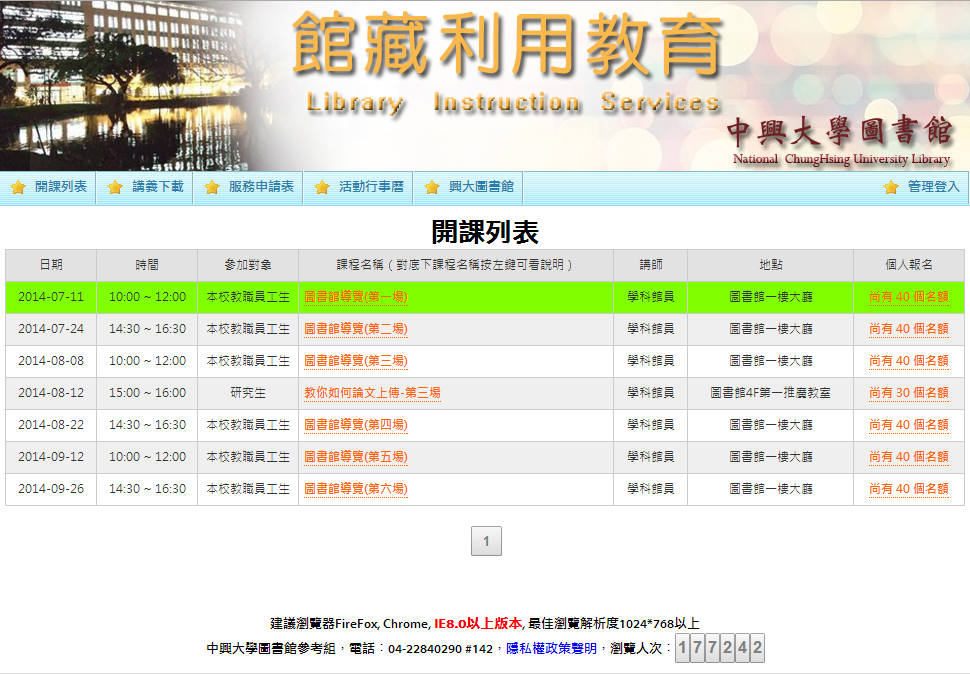 館藏利用教育
Library Instruction Services
中興大學圖書館
National ChungHsing University Library
開課列表 講義下載 服務申請表 活動行事曆 興大圖書館 管理登入
開課列表
日期 時間 參加對象 課程名稱 ( 對底下課程名稱按左鍵可看說明 ) 講師 地點 個人報名
2014-07-11 10:00 ~ 12:00 本校教職員工生 圖書館導覽(第一場) 學科館員 圖書館一樓大廳 尚有 40 個名額
2014-07-24 14:30 ~ 16:30 本校教職員工生 圖書館導覽(第二場) 學科館員 圖書館一樓大廳 尚有 40 個名額
2014-08-08 10:00 ~ 12:00 本校教職員工生 圖書館導覽(第三場) 學科館員 圖書館一樓大廳 尚有 40 個名額
2014-08-12 15:00 ~ 16:00 研究生 教你如何論文上傳-第三場 學科館員 圖書館4F第一推廣教室 尚有 30 個名額
2014-08-22 14:30 ~ 16:30 本校教職員工生 圖書館導覽(第四場) 學科館員 圖書館一樓大廳 尚有 40 個名額
2014-09-12 10:00 ~ 12:00 本校教職員工生 圖書館導覽(第五場) 學科館員 圖書館一樓大廳 尚有 40 個名額
2014-09-26 14:30 ~ 16:30 本校教職員工生 圖書館導覽(第六場) 學科館員 圖書館一樓大廳 尚有 40 個名額
1
建議瀏覽器FireFox, Chrome, IE8.0以上版本, 最佳瀏覽解析度1024*768以上
中興大學圖書館參考組，電話：04-22840290 #142，隱私權政策聲明，瀏覽人次：177242